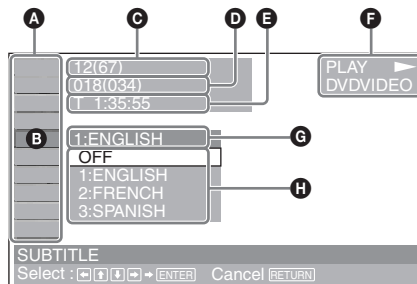 A
C
D
E
F
12(67)
018(034)
T 1:35:55
PLAY
DVDVIDEO
B
1:ENGLISH
G
OFF
1:ENGLISH
2:FRENCH
3:SPANISH
H
SUBTITLE
Select : ←↑↓→ → ENTER Cancel RETURN